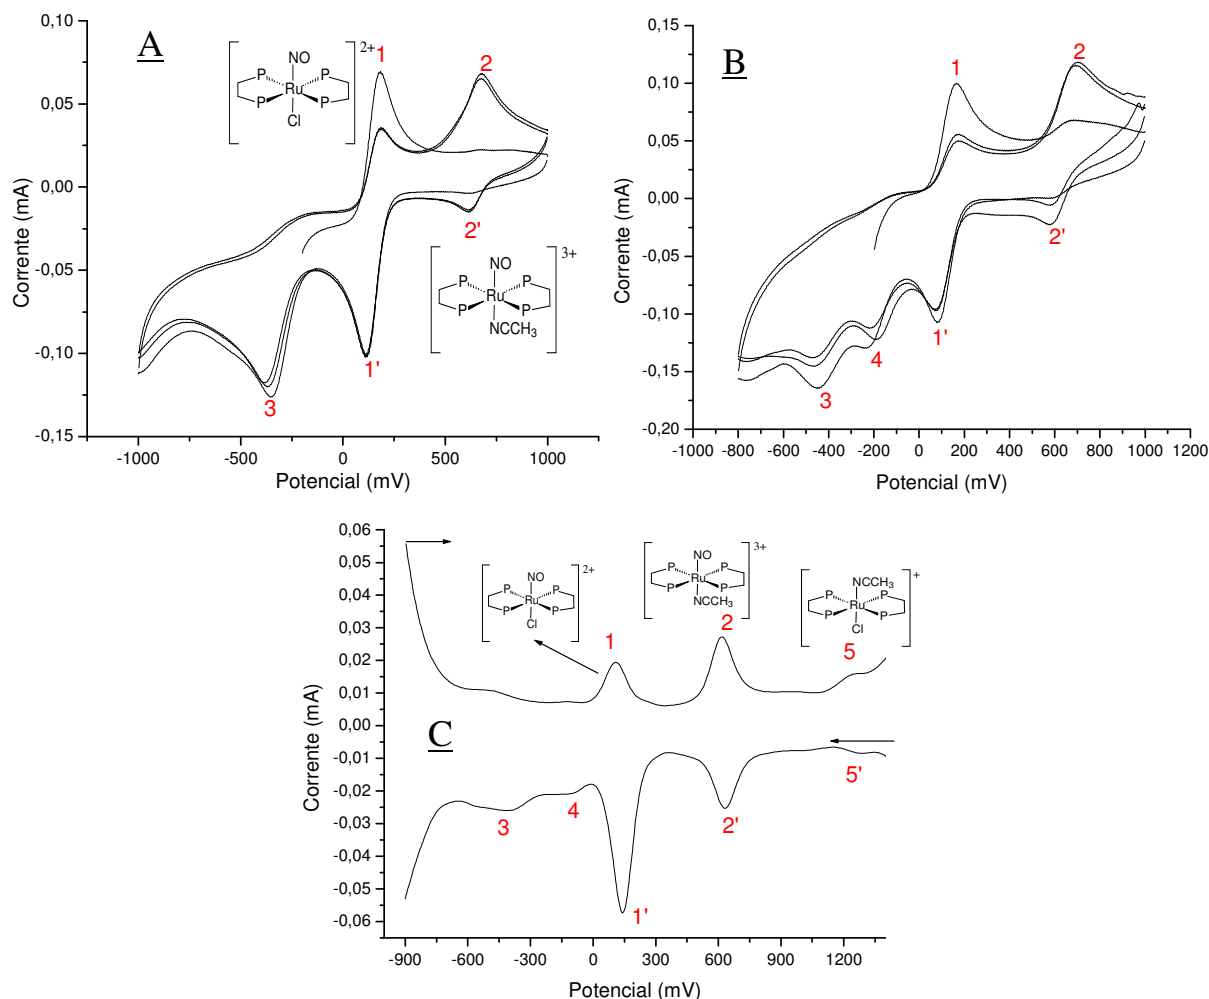 A
[
NO
P
P
Ru
P
P
Cl
]2+
1
2
2'
[
NO
P
P
Ru
P
P
NCCH3
]3+
3
1'
0,10
0,05
0,00
-0,05
-0,10
-0,15
Corrente (mA)
-1000 -500 0 500 1000
Potencial (mV)
B
1
2
2'
1'
4
3
0,15
0,10
0,05
0,00
-0,05
-0,10
-0,15
-0,20
Corrente (mA)
-1000 -800 -600 -400 -200 0 200 400 600 800 1000 1200
Potencial (mV)
C
[
NO
P
P
Ru
P
P
Cl
]2+
1
[
NO
P
P
Ru
P
P
NCCH3
]3+
2
[
NCCH3
P
P
Ru
P
P
Cl
]+
5
5'
2'
1'
4
3
0,06
0,05
0,04
0,03
0,02
0,01
0,00
-0,01
-0,02
-0,03
-0,04
-0,05
-0,06
Corrente (mA)
-900 -600 -300 0 300 600 900 1200
Potencial (mV)